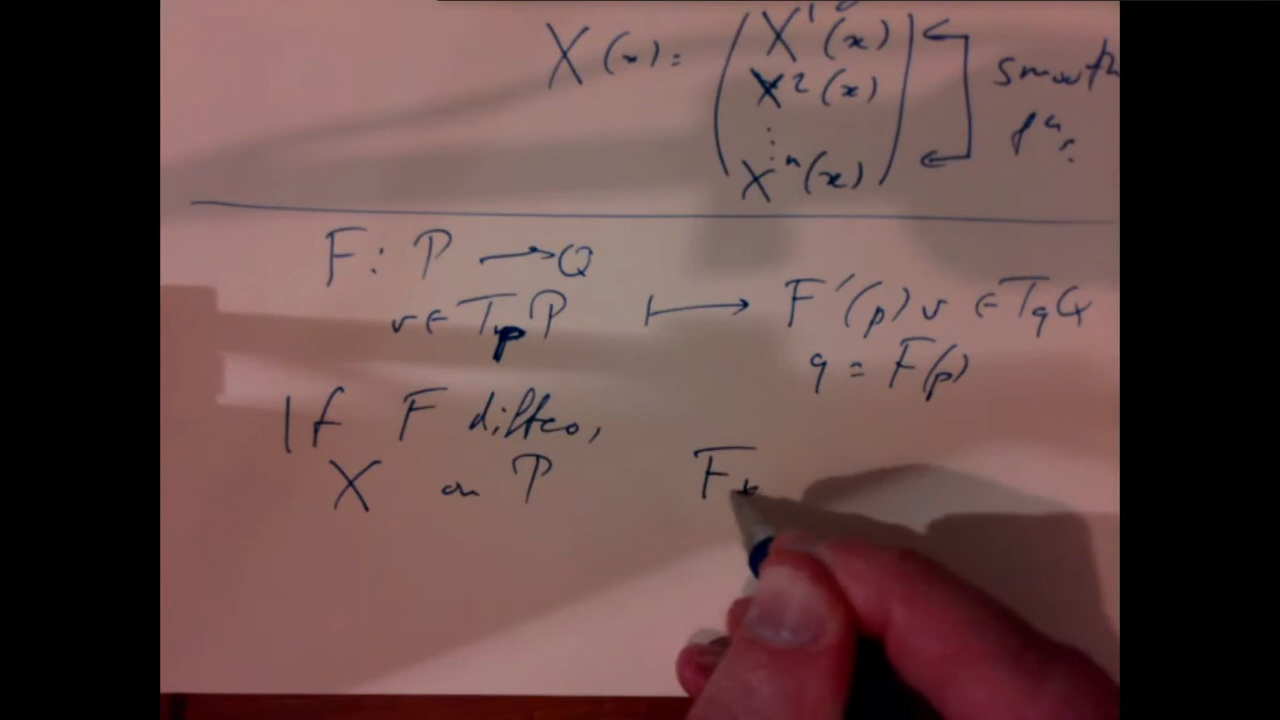 X(x) = ( X¹(x) X²(x) ⋮ Xⁿ(x) ) smooth fⁿs.
F: P → Q
v ∈ TₚP ↦ F'(p)v ∈ T_qQ
q = F(p)
If F diffeo,
X on P F*